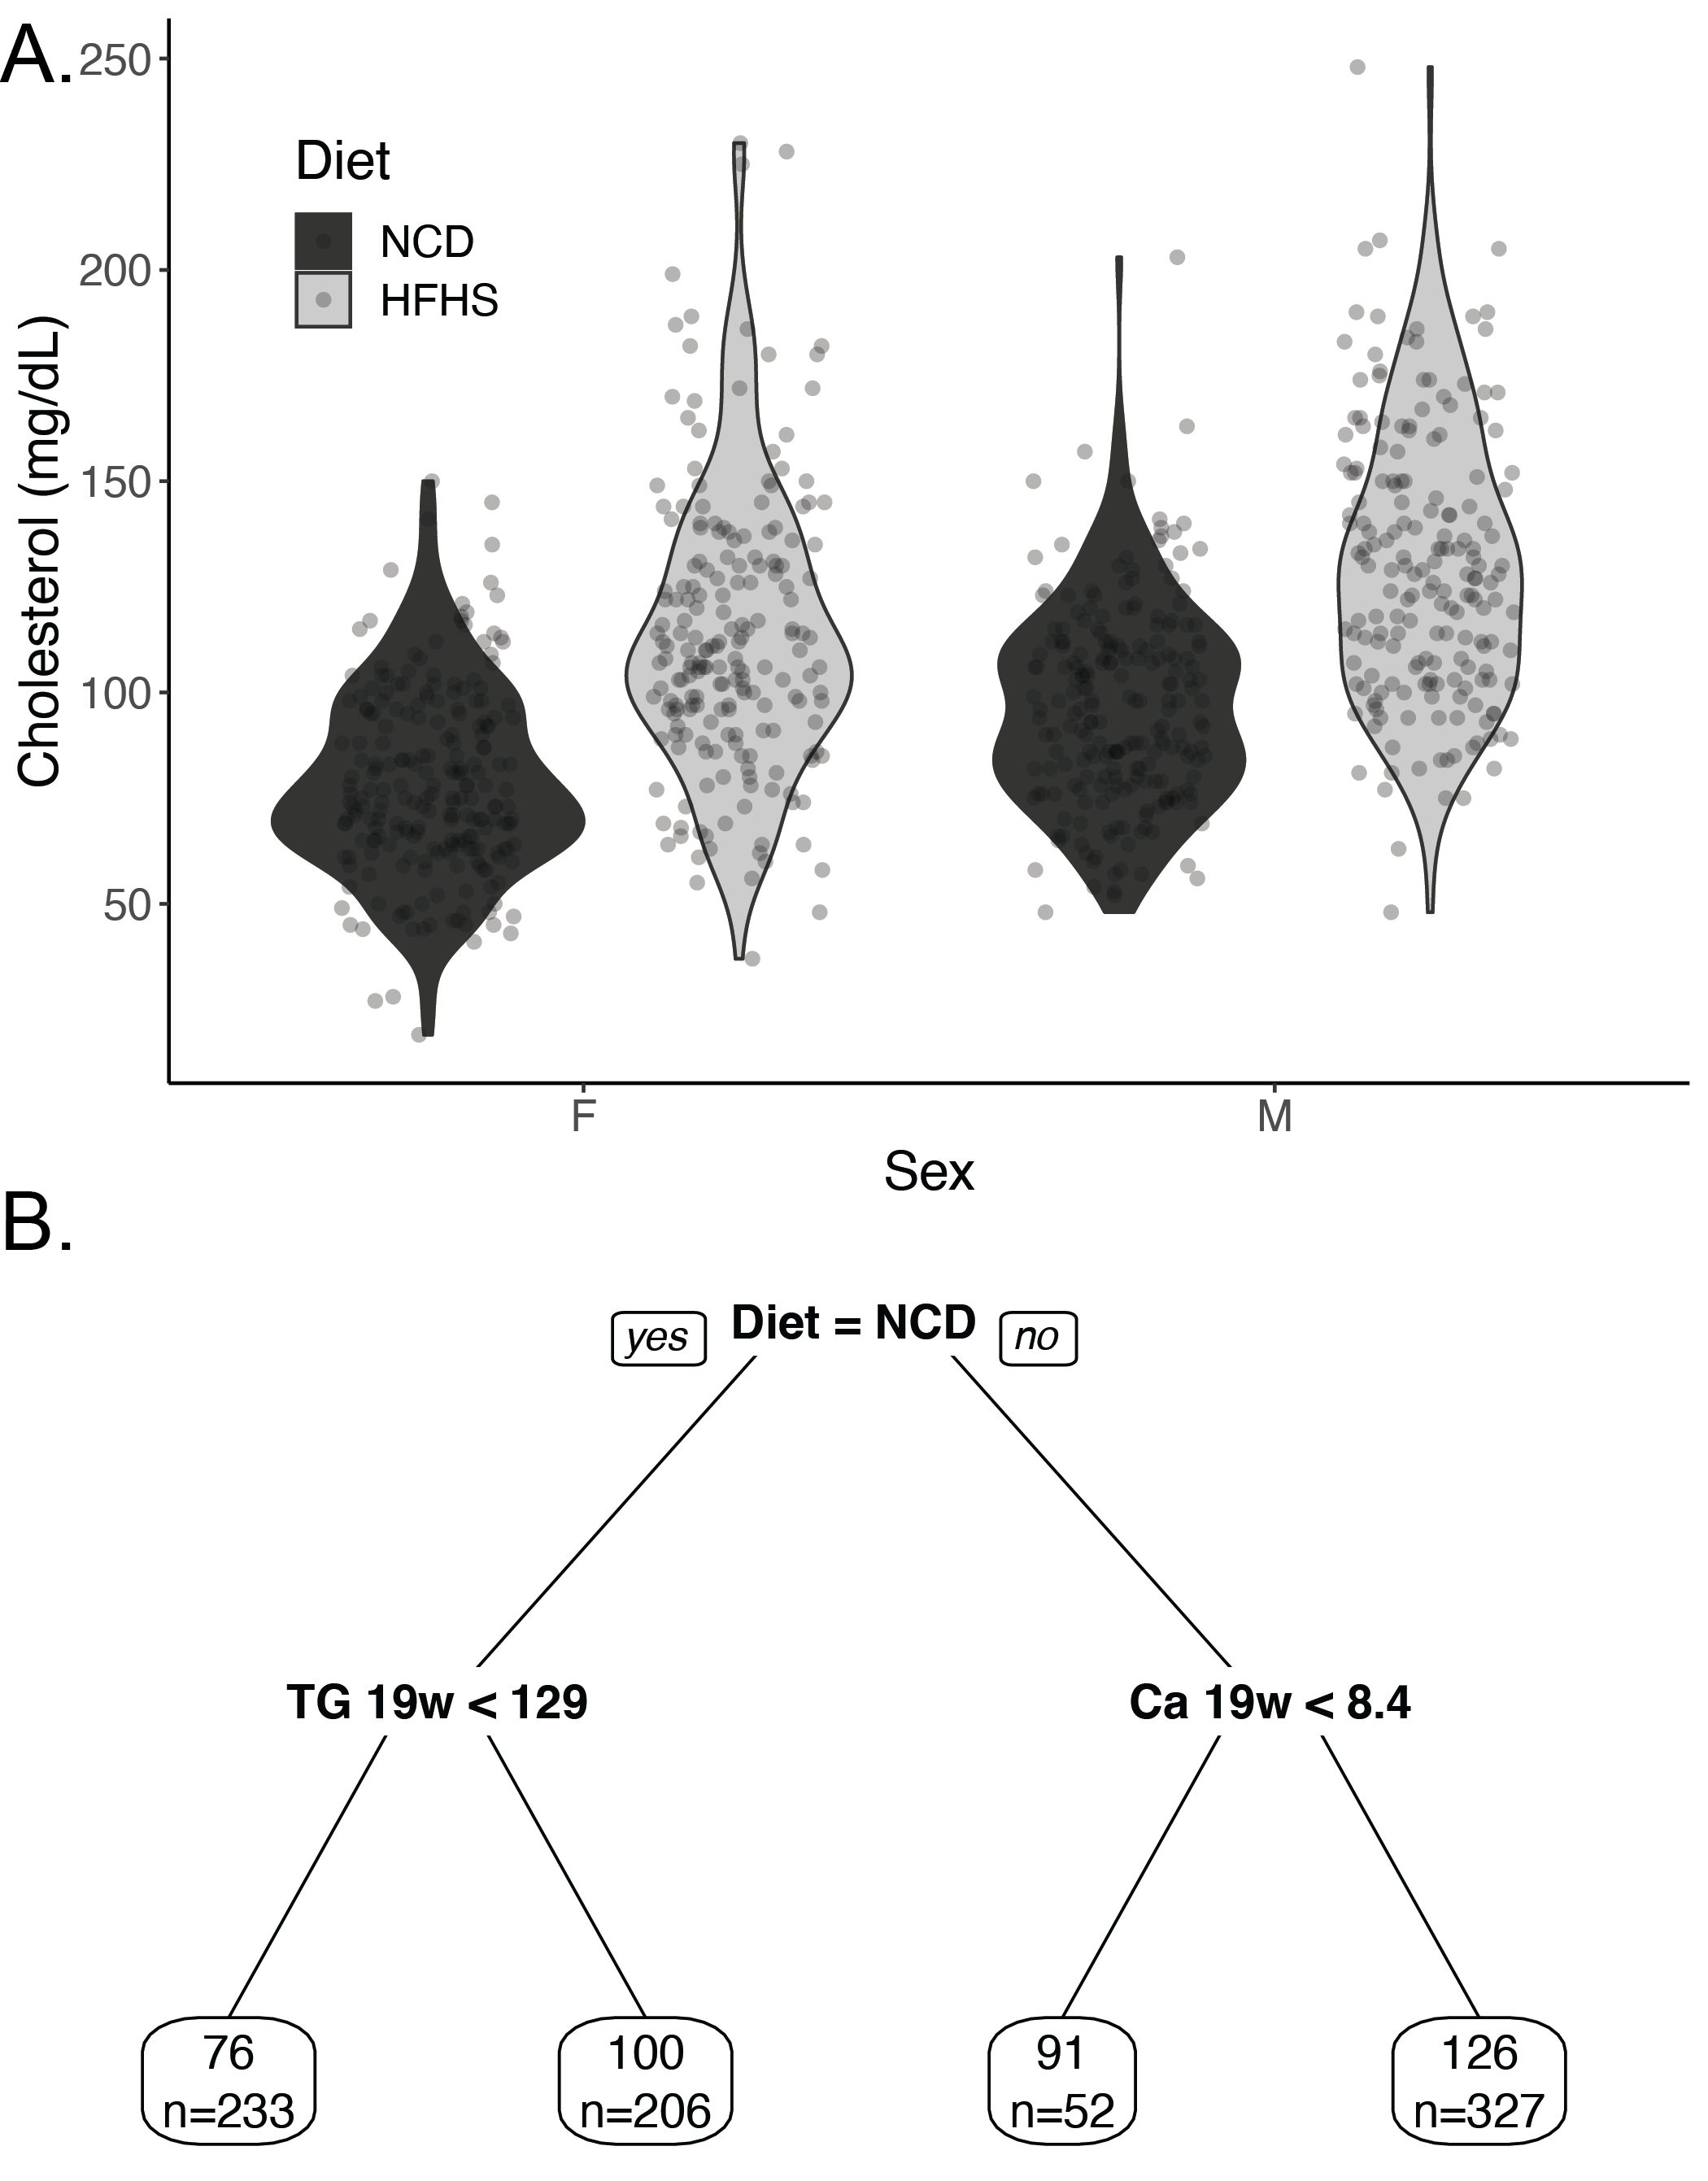 A.
250
200
150
100
50
Cholesterol (mg/dL)
Diet
NCD
HFHS
F
M
Sex
B.
yes Diet = NCD no
TG 19w < 129
Ca 19w < 8.4
76
n=233
100
n=206
91
n=52
126
n=327